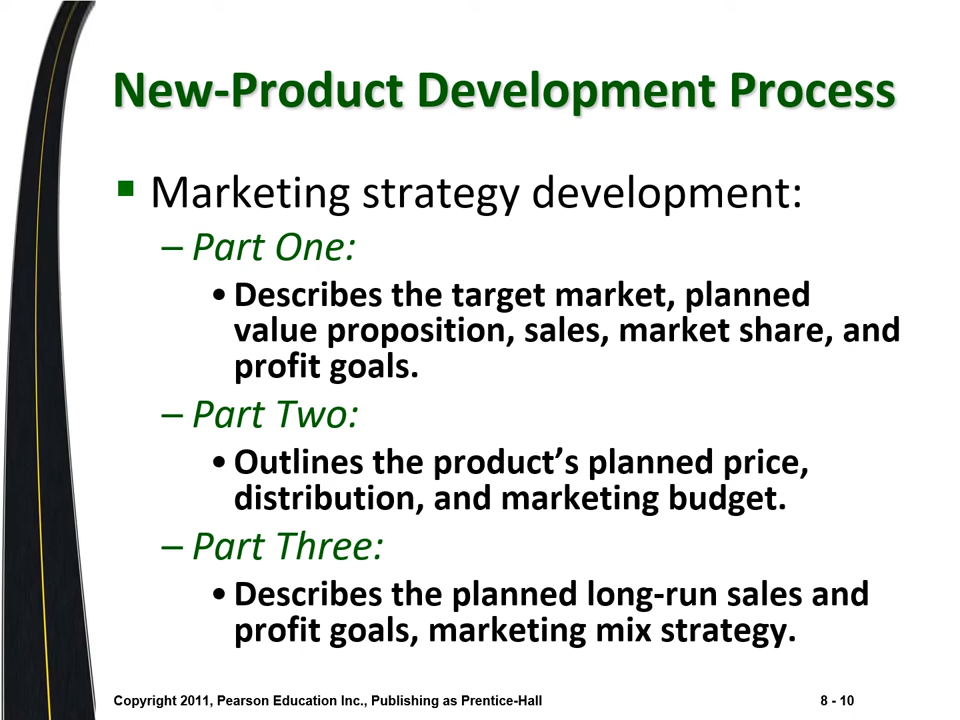 New-Product Development Process
▪ Marketing strategy development:
– Part One:
• Describes the target market, planned
value proposition, sales, market share, and
profit goals.
– Part Two:
• Outlines the product’s planned price,
distribution, and marketing budget.
– Part Three:
• Describes the planned long-run sales and
profit goals, marketing mix strategy.
Copyright 2011, Pearson Education Inc., Publishing as Prentice-Hall 8 - 10